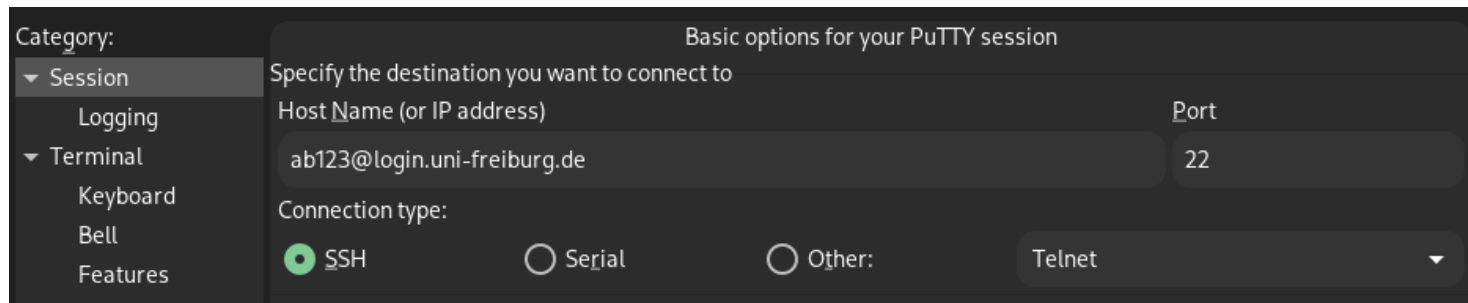 Category:
Session
Logging
Terminal
Keyboard
Bell
Features
Basic options for your PuTTY session
Specify the destination you want to connect to
Host Name (or IP address)
Port
ab123@login.uni-freiburg.de
22
Connection type:
SSH
Serial
Other:
Telnet